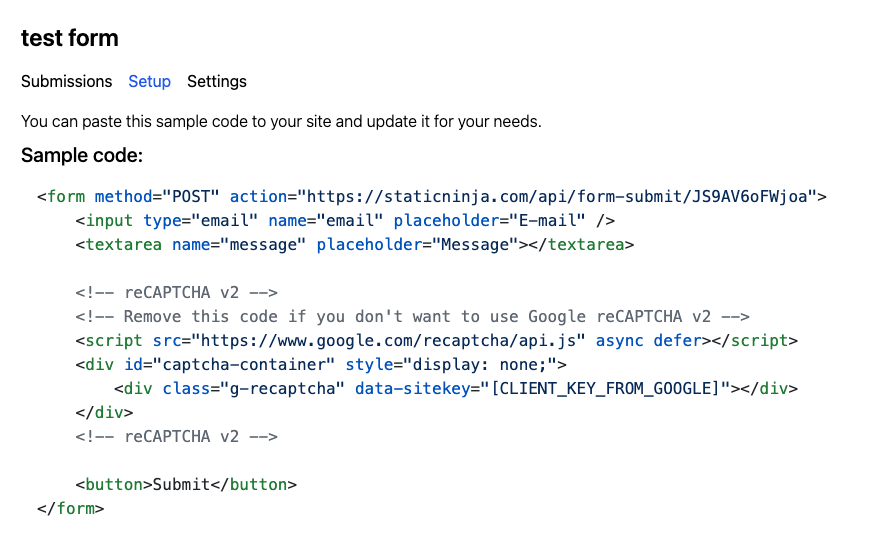 test form
Submissions Setup Settings
You can paste this sample code to your site and update it for your needs.
Sample code:
<form method="POST" action="https://staticninja.com/api/form-submit/JS9AV6oFWjoa">
    <input type="email" name="email" placeholder="E-mail" />
    <textarea name="message" placeholder="Message"></textarea>

    <!-- reCAPTCHA v2 -->
    <!-- Remove this code if you don't want to use Google reCAPTCHA v2 -->
    <script src="https://www.google.com/recaptcha/api.js" async defer></script>
    <div id="captcha-container" style="display: none;">
        <div class="g-recaptcha" data-sitekey="[CLIENT_KEY_FROM_GOOGLE]"></div>
    </div>
    <!-- reCAPTCHA v2 -->

    <button>Submit</button>
</form>